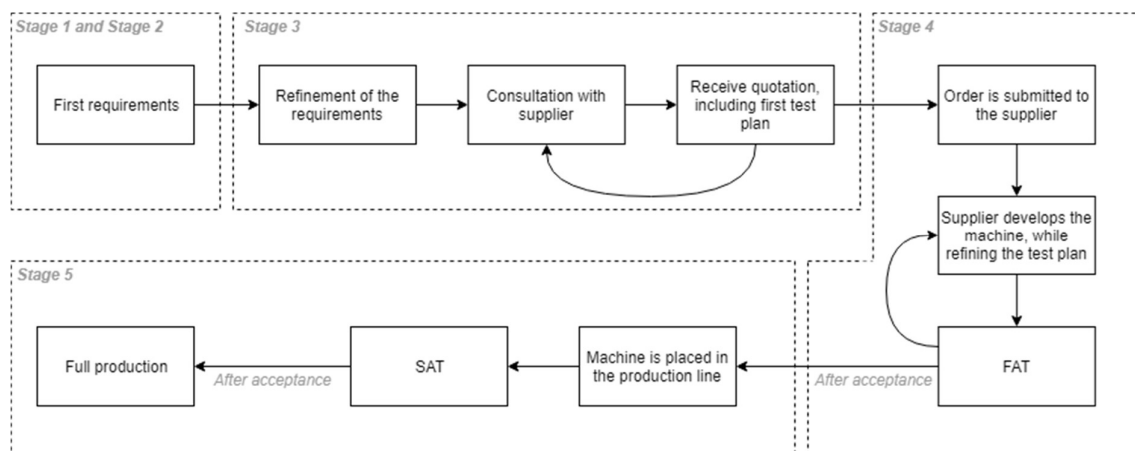 Stage 1 and Stage 2
First requirements
Stage 3
Refinement of the
requirements
Consultation with
supplier
Receive quotation,
including first test
plan
Stage 4
Order is submitted to
the supplier
Supplier develops the
machine, while
refining the test plan
FAT
After acceptance
Stage 5
Machine is placed in
the production line
SAT
After acceptance
Full production